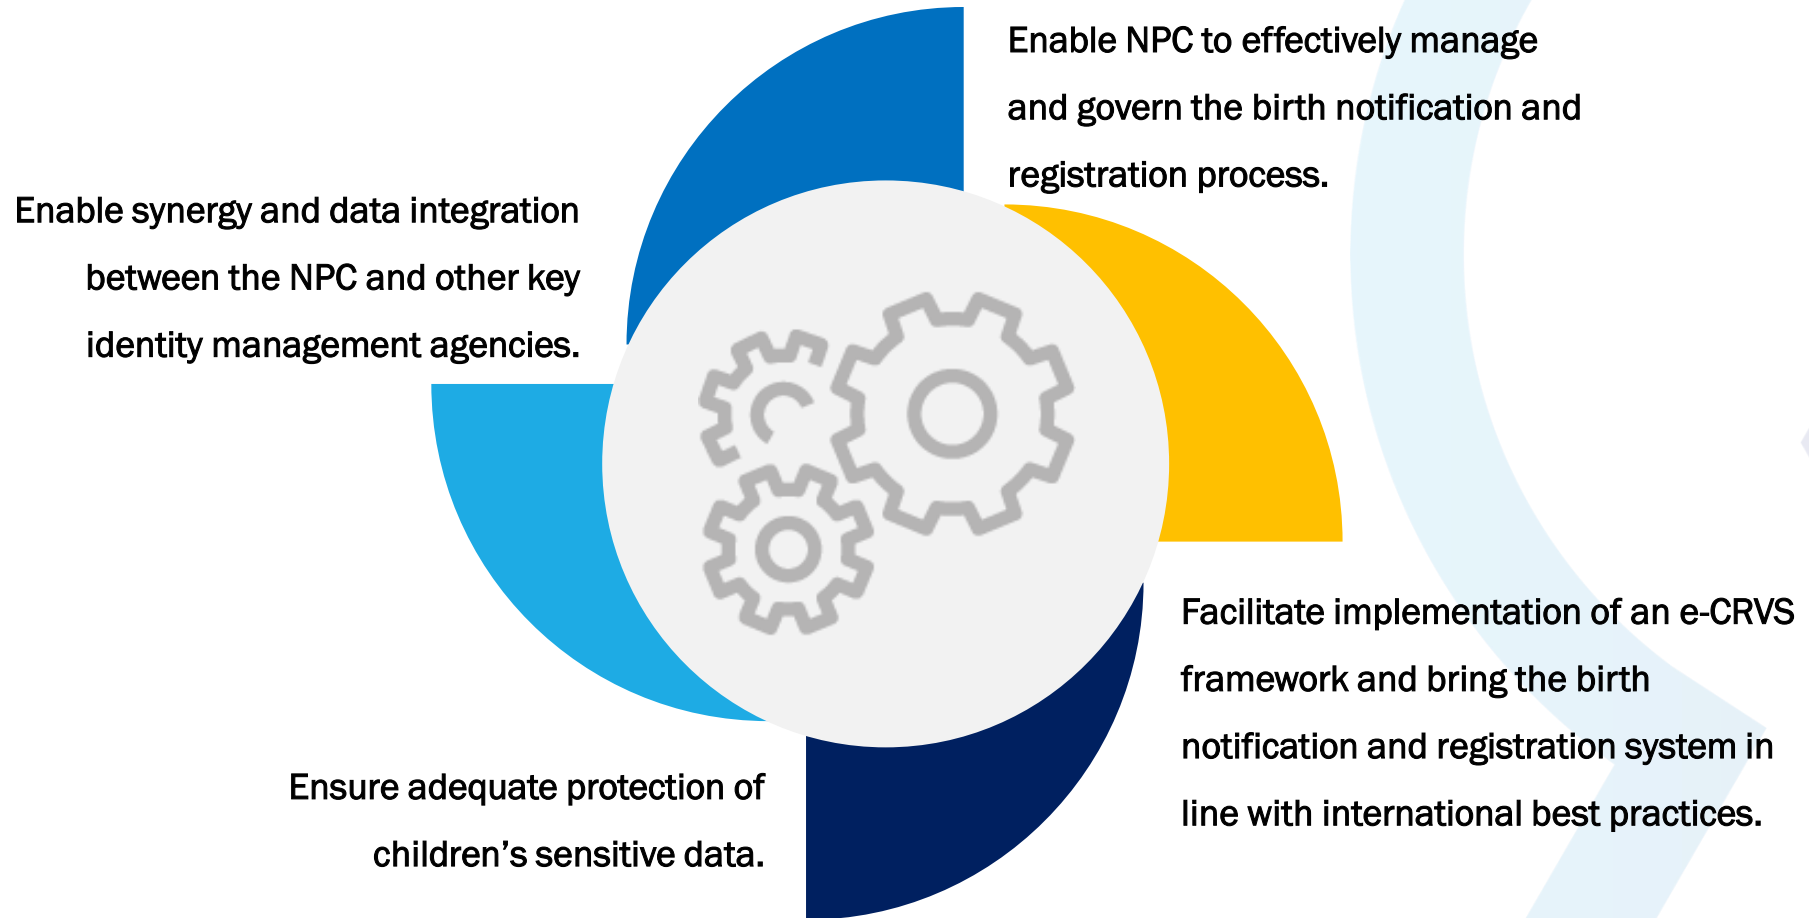 Enable NPC to effectively manage
and govern the birth notification and
registration process.
Enable synergy and data integration
between the NPC and other key
identity management agencies.
Facilitate implementation of an e-CRVS
framework and bring the birth
notification and registration system in
line with international best practices.
Ensure adequate protection of
children’s sensitive data.